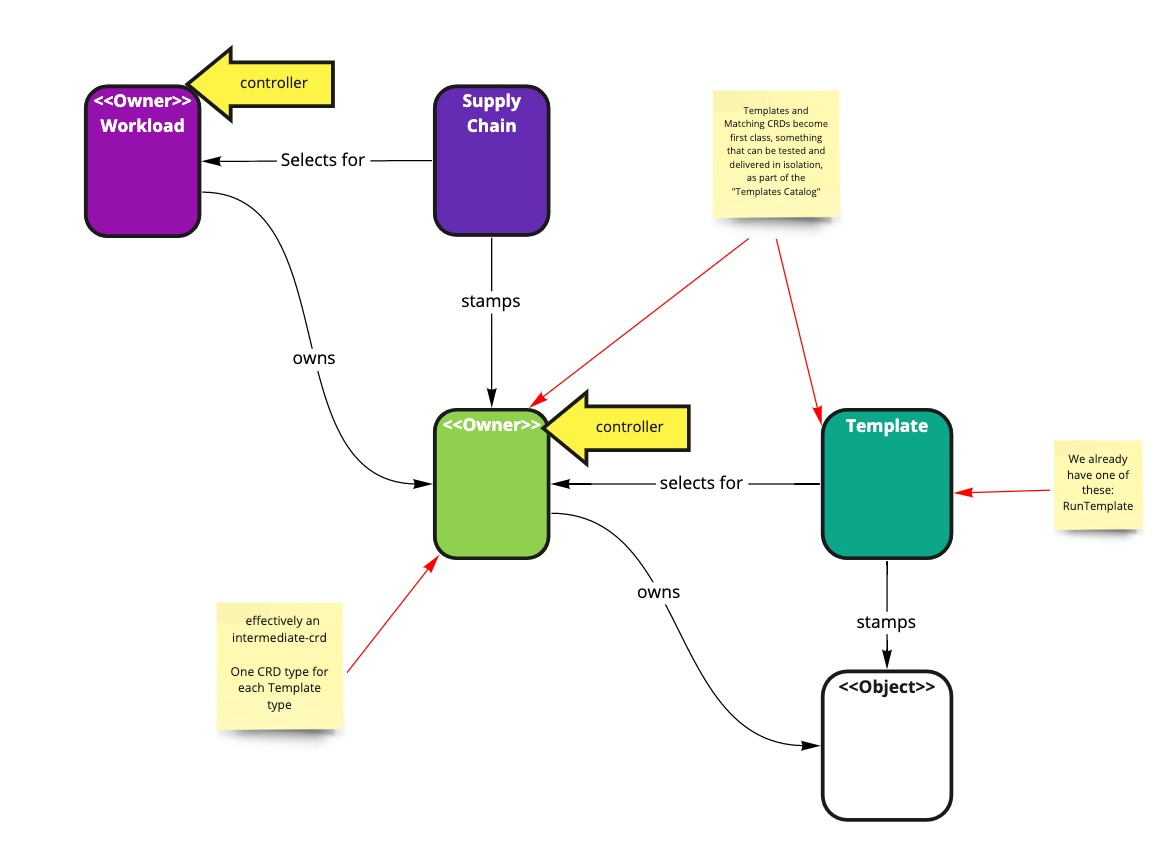 controller
<<Owner>>
Workload
Supply
Chain
Selects for
Templates and
Matching CRDs become
first class, something
that can be tested and
delivered in isolation,
as part of the
"Templates Catalog"
stamps
owns
<<Owner>>
controller
Template
selects for
We already
have one of
these:
RunTemplate
owns
effectively an
intermediate-crd
One CRD type for
each Template
type
stamps
<<Object>>